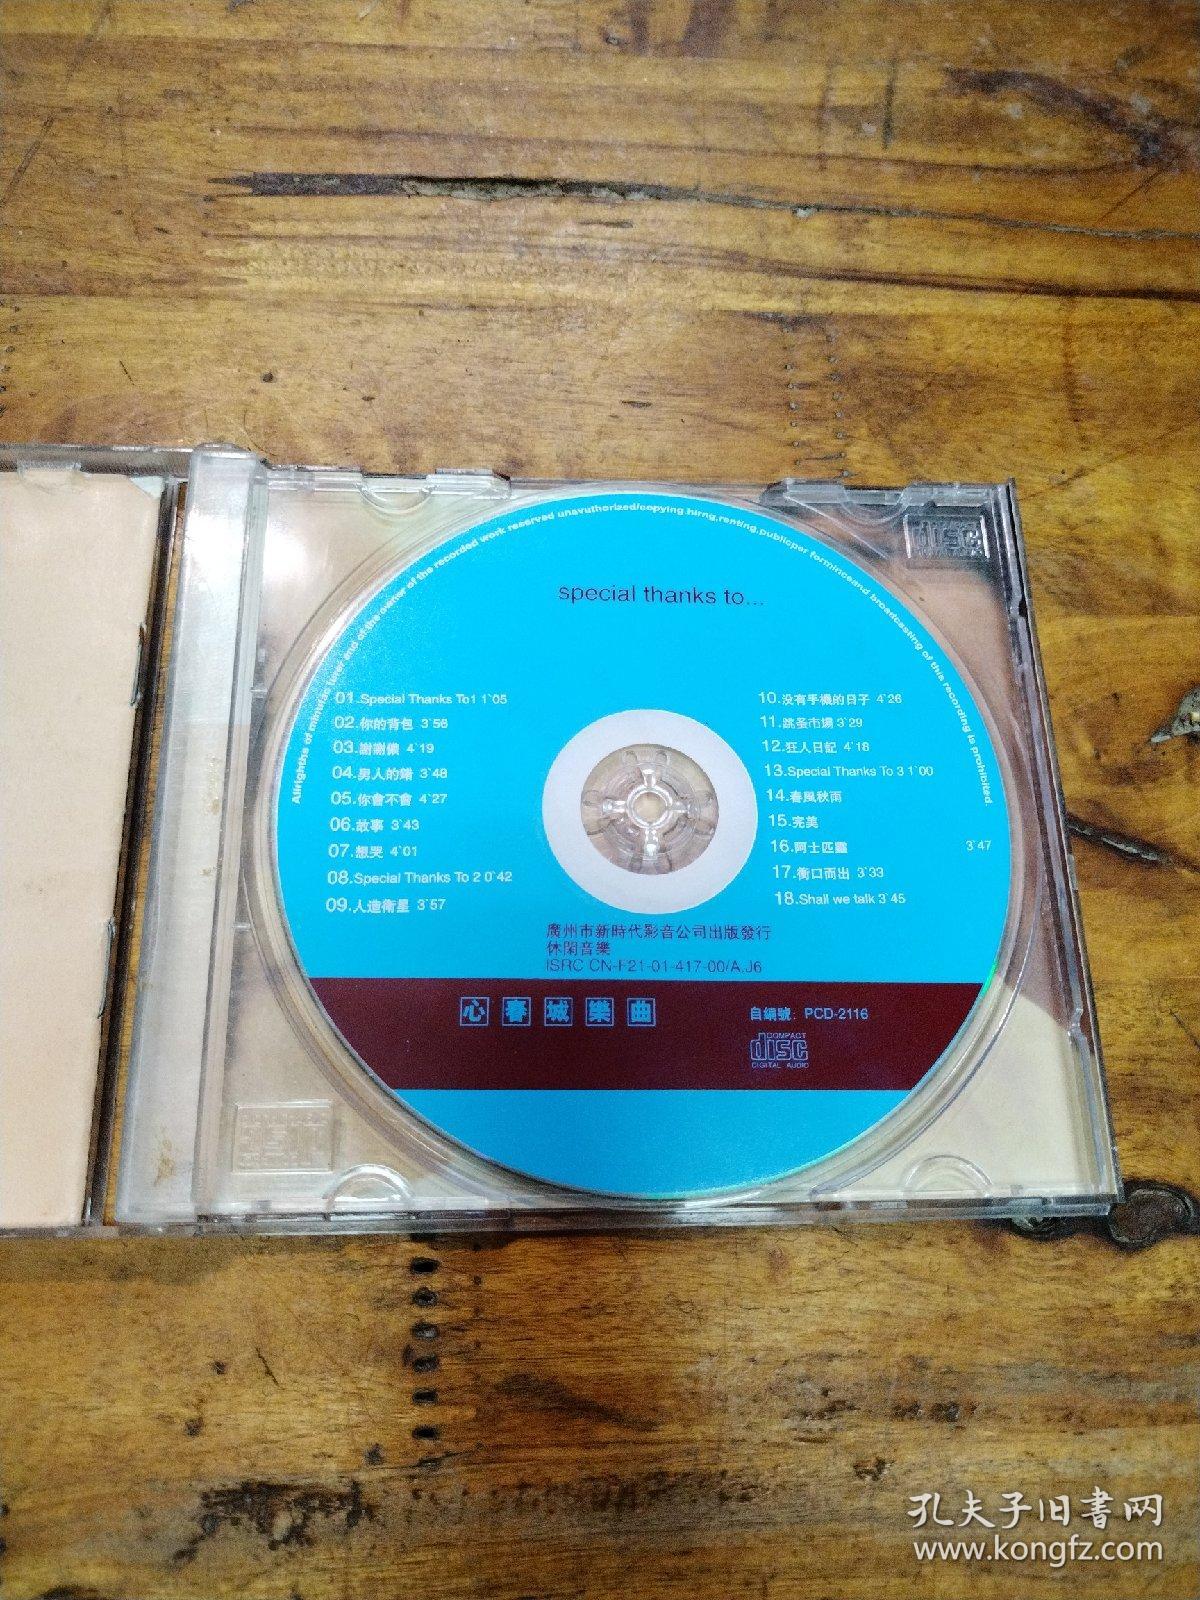 Allrighths of minufac tuter and of the owner of the recorded work reserved unavuthorized/copying.hirng,renting,publicper forminceand broadcasting of this recording is prohibited.
special thanks to...
01.Special Thanks To1 1`05
02.你的背包 3`56
03.謝謝儂 4`19
04.男人的錯 3`48
05.你會不會 4`27
06.故事 3`43
07.想哭 4`01
08.Special Thanks To 2 0`42
09.人造衛星 3`57
10.没有手機的日子 4`26
11.跳蚤市場 3`29
12.狂人日記 4`18
13.Special Thanks To 3 1`00
14.春風秋雨
15.完美
16.阿士匹靈 3`47
17.衝口而出 3`33
18.Shall we talk 3`45
廣州市新時代影音公司出版發行
休閑音樂
ISRC CN-F21-01-417-00/A.J6
心春城樂曲
自編號: PCD-2116
COMPACT
disc
DIGITAL AUDIO
disc
孔夫子旧书网
www.kongfz.com